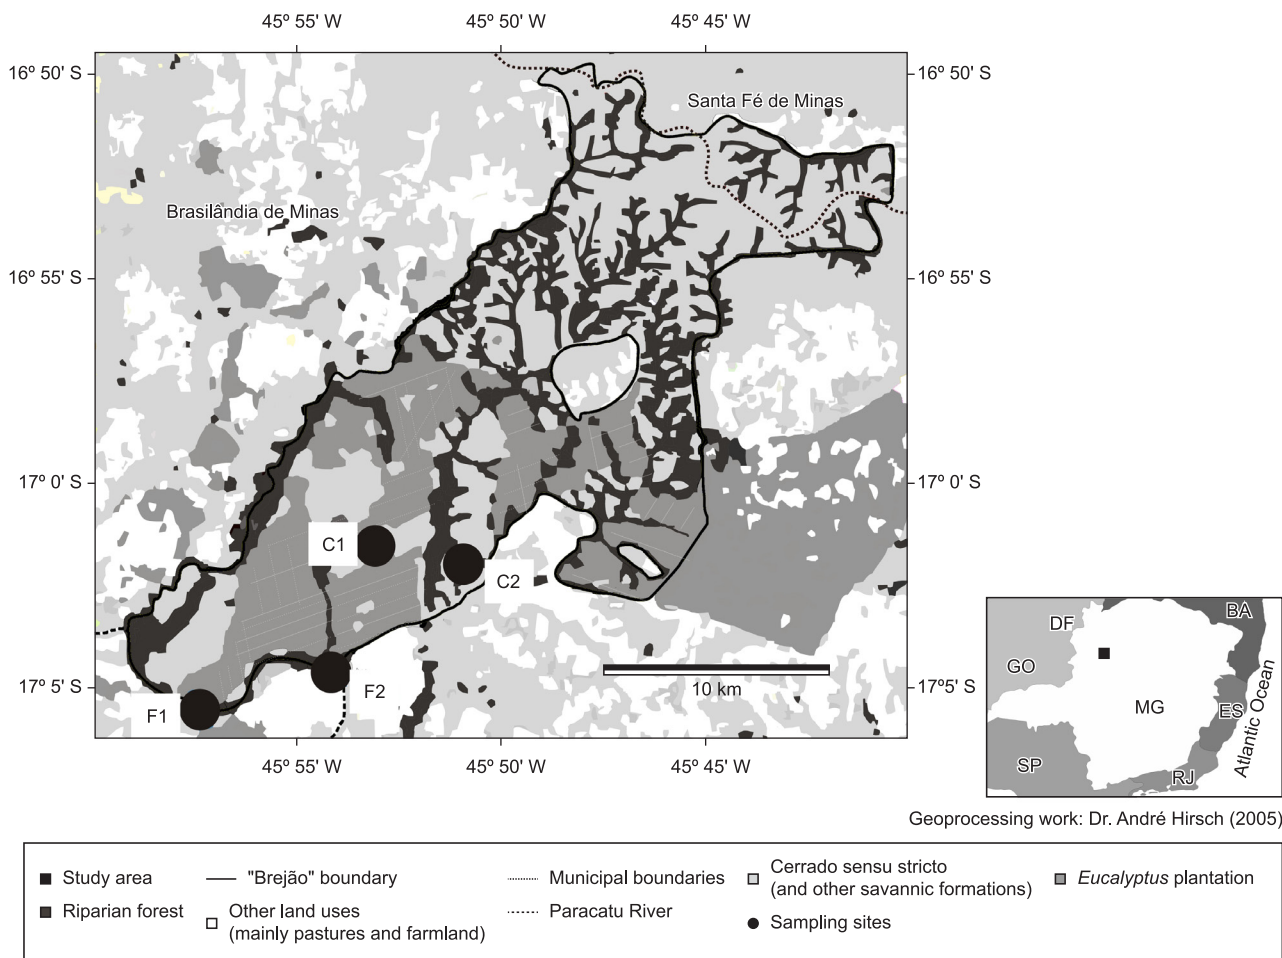 45º 55' W
45º 50' W
45º 45' W
16º 50' S
16º 50' S
Santa Fé de Minas
Brasilândia de Minas
16º 55' S
16º 55' S
17º 0' S
17º 0' S
C1
C2
17º 5' S
17º 5' S
10 km
F1
F2
45º 55' W
45º 50' W
45º 45' W
BA
DF
GO
MG
ES
SP
RJ
Atlantic Ocean
Geoprocessing work: Dr. André Hirsch (2005)
Study area
Riparian forest
"Brejão" boundary
Other land uses
(mainly pastures and farmland)
Municipal boundaries
Paracatu River
Cerrado sensu stricto
(and other savannic formations)
Sampling sites
Eucalyptus plantation